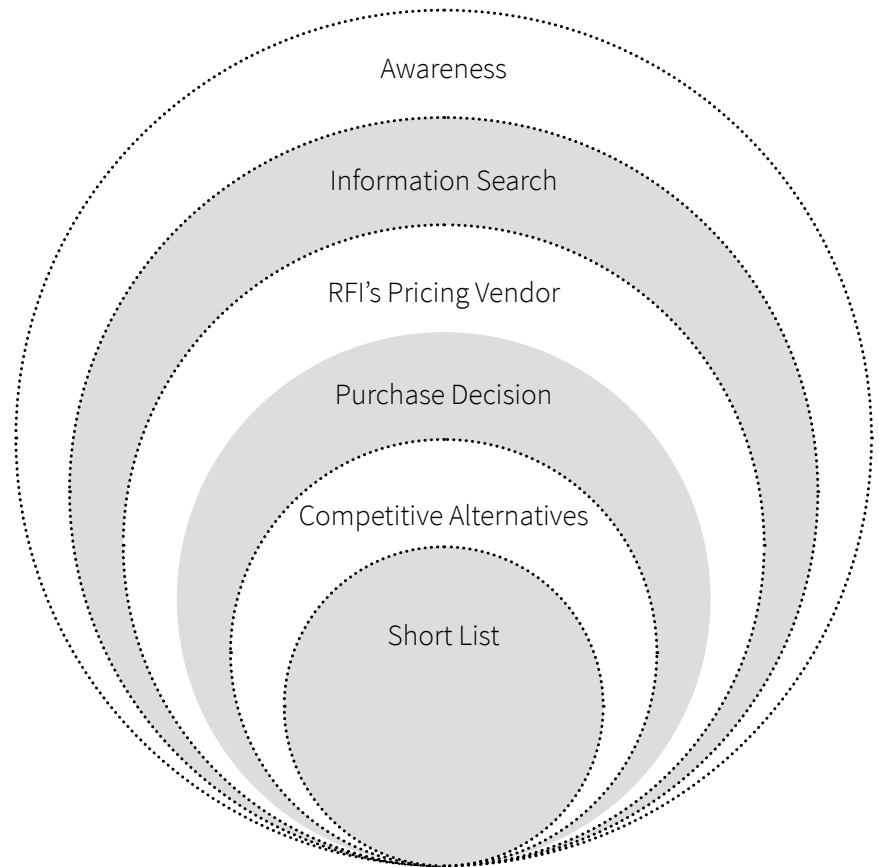 Awareness
Information Search
RFI’s Pricing Vendor
Purchase Decision
Competitive Alternatives
Short List